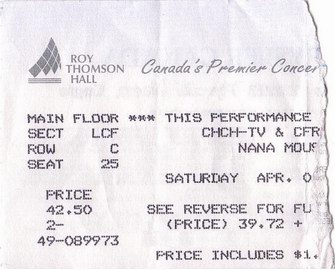 ROY
THOMSON
HALL
Canada's Premier Concer
MAIN FLOOR *** THIS PERFORMANCE
SECT LCF CHCH-TV & CFR
ROW C NANA MOUS
SEAT 25
SATURDAY APR. 0
PRICE
42.50 SEE REVERSE FOR FU
2- (PRICE) 39.72 +
49-089973
PRICE INCLUDES $1.